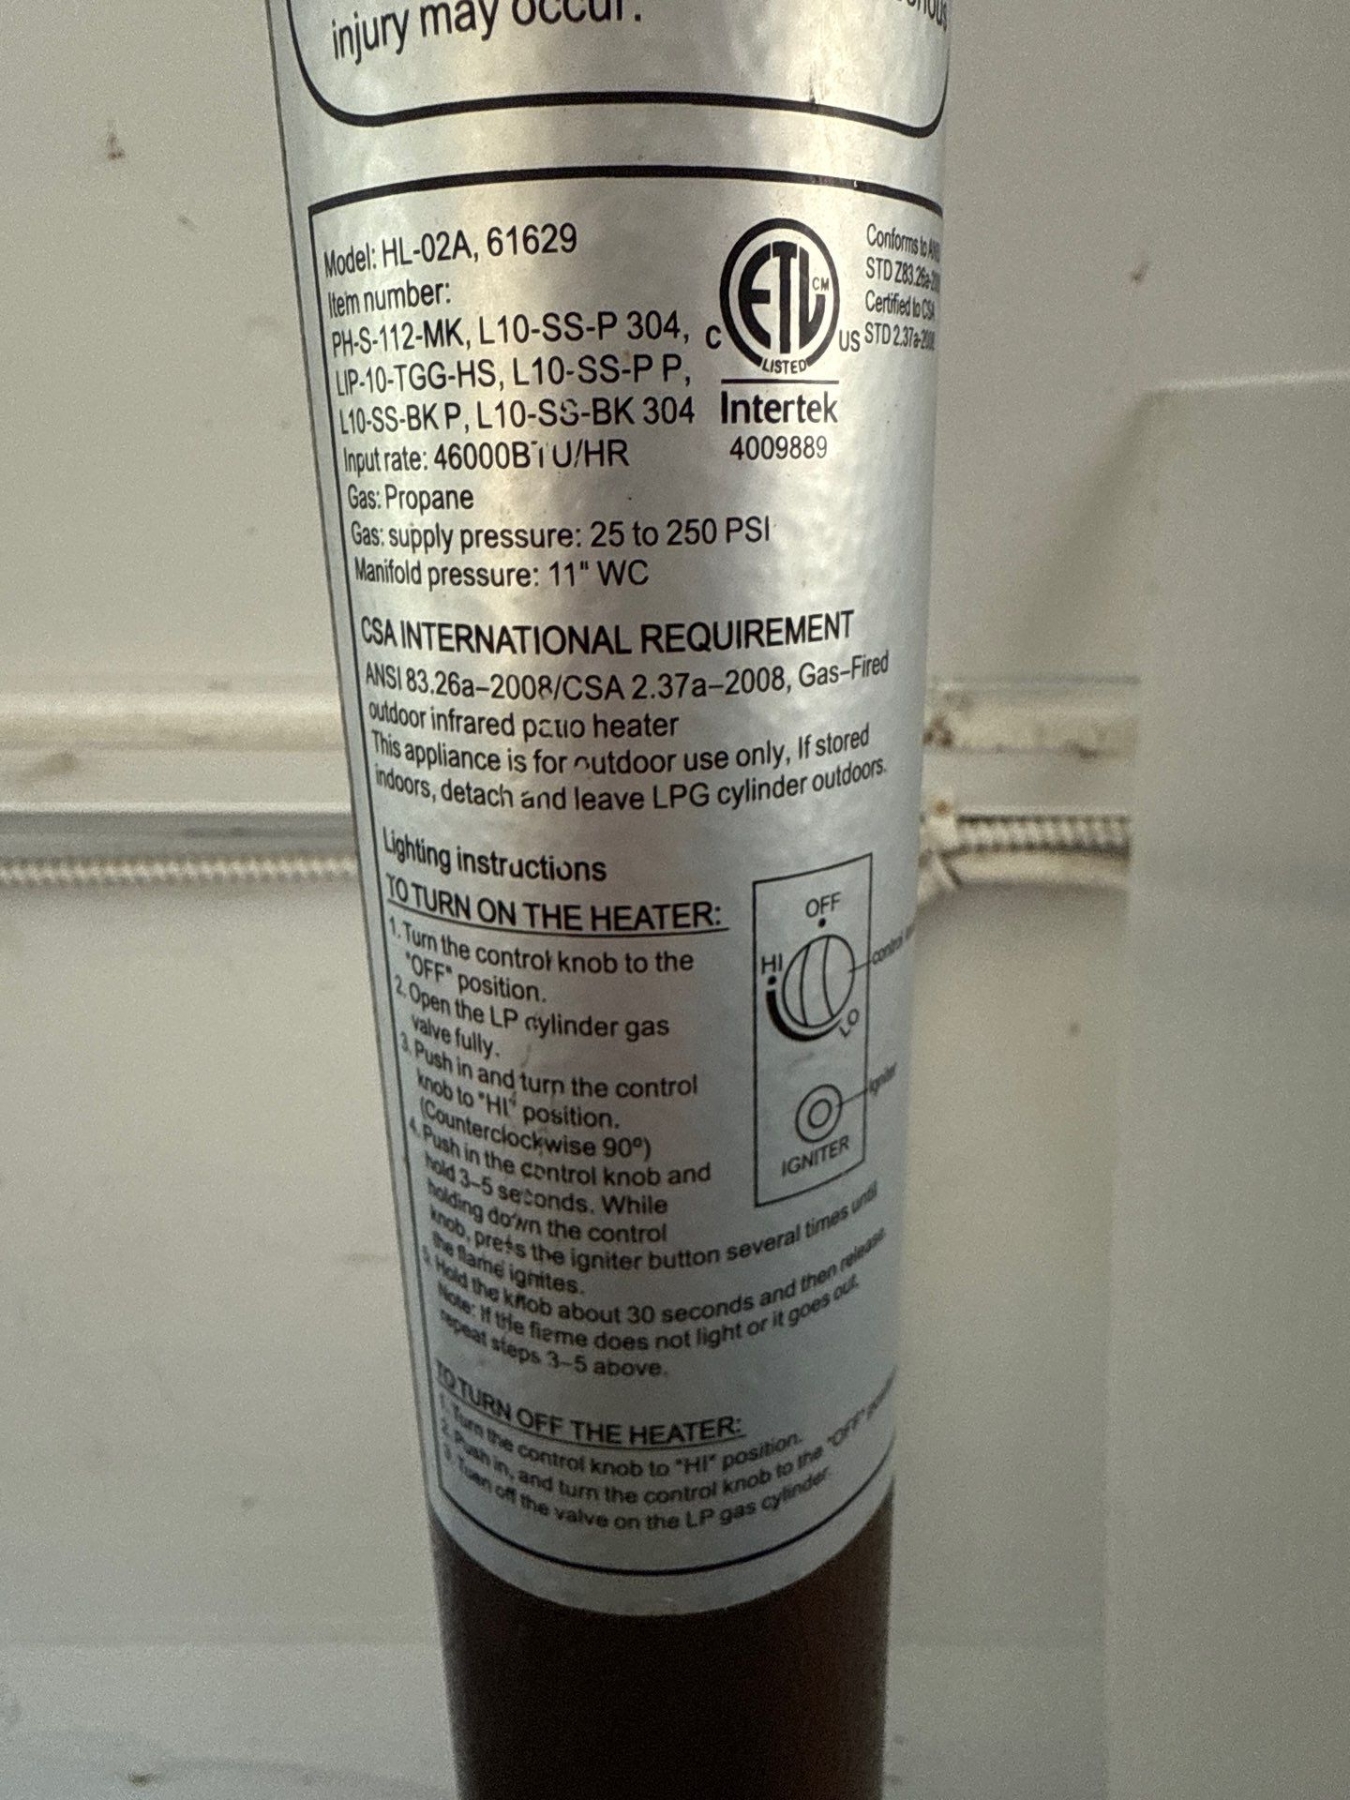 injury may occur.
Model: HL-02A, 61629
Item number:
PH-S-112-MK, L10-SS-P 304,
LIP-10-TGG-HS, L10-SS-P P,
L10-SS-BK P, L10-SS-BK 304
Input rate: 46000BTU/HR
Gas: Propane
Gas: supply pressure: 25 to 250 PSI
Manifold pressure: 11" WC
C ETL CM US
LISTED
Intertek
4009889
Conforms to
STD Z83.26a-
Certified to CSA
STD 2.37a-2008
CSA INTERNATIONAL REQUIREMENT
ANSI 83.26a-2008/CSA 2.37a-2008, Gas-Fired
outdoor infrared patio heater
This appliance is for outdoor use only, If stored
indoors, detach and leave LPG cylinder outdoors.
Lighting instructions
TO TURN ON THE HEATER:
1. Turn the control knob to the
"OFF" position.
2. Open the LP cylinder gas
valve fully.
3. Push in and turn the control
knob to "HI" position.
(Counterclockwise 90º)
4. Push in the control knob and
hold 3-5 seconds. While
holding down the control
knob, press the igniter button several times until
the flame ignites.
5. Hold the knob about 30 seconds and then release.
Note: If the flame does not light or it goes out,
repeat steps 3-5 above.
OFF
HI
LO
control
igniter
IGNITER
TO TURN OFF THE HEATER:
1. Turn the control knob to "HI" position.
2. Push in, and turn the control knob to the "OFF"
3. Turn off the valve on the LP gas cylinder.